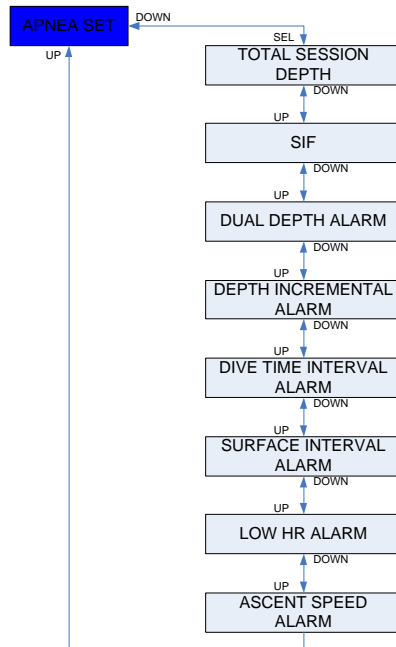 APNEA SET
DOWN
UP
SEL
TOTAL SESSION
DEPTH
DOWN
UP
SIF
DOWN
UP
DUAL DEPTH ALARM
DOWN
UP
DEPTH INCREMENTAL
ALARM
DOWN
UP
DIVE TIME INTERVAL
ALARM
DOWN
UP
SURFACE INTERVAL
ALARM
DOWN
UP
LOW HR ALARM
DOWN
UP
ASCENT SPEED
ALARM